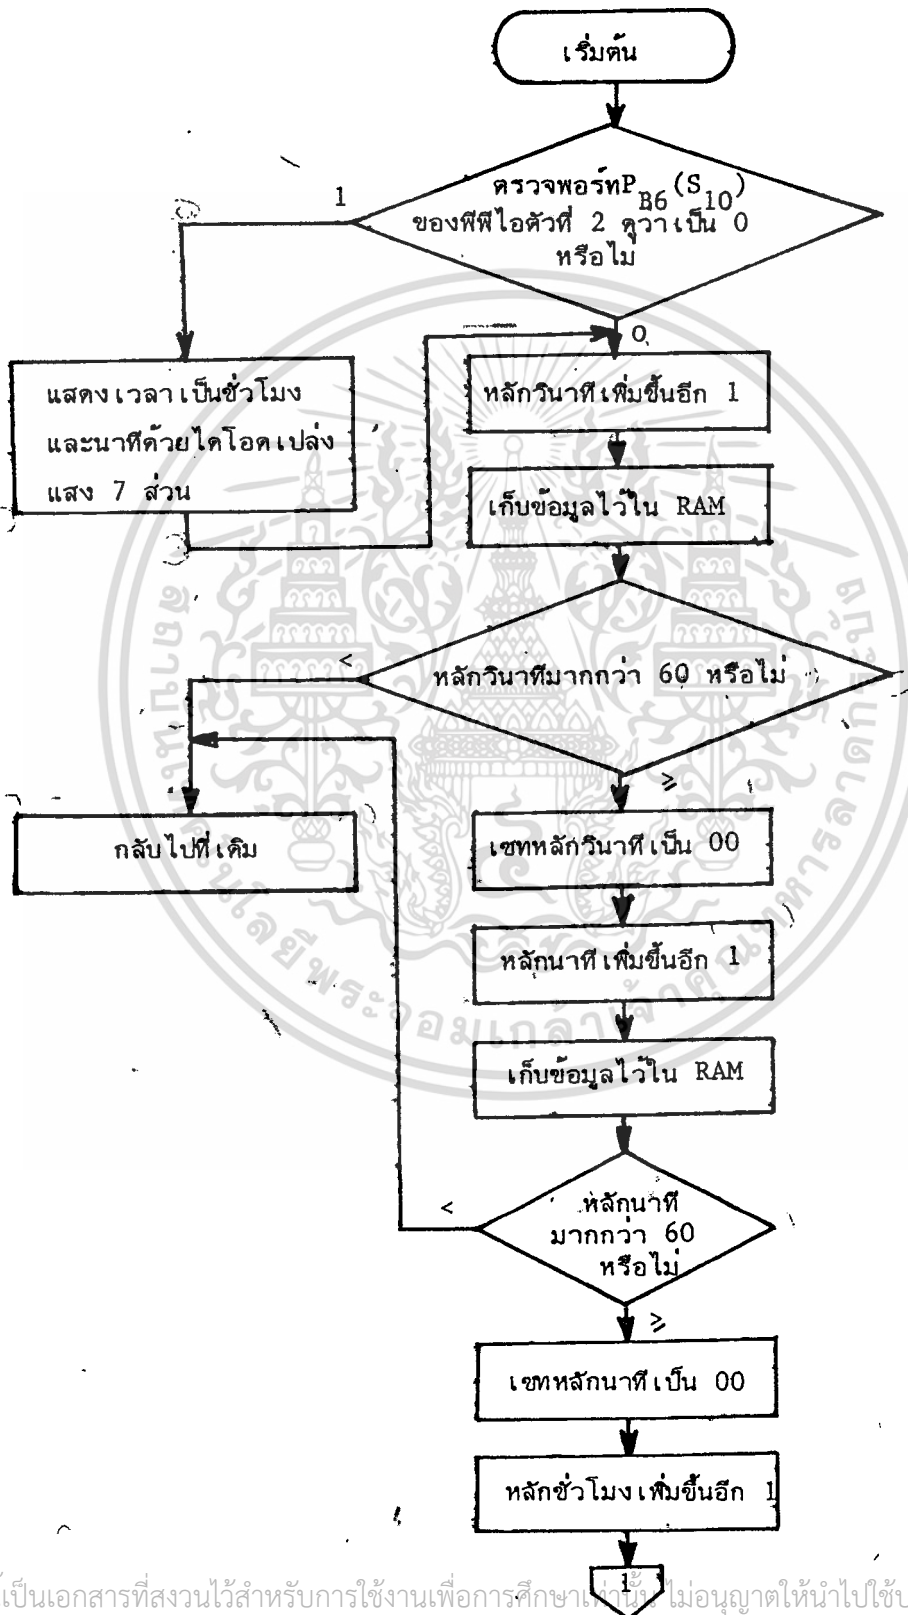 เริ่มต้น
ตรวจพอร์ทP_B6(S_10)
ของพีพีไอตัวที่ 2 ดูว่าเป็น 0
หรือไม่
1
0
แสดงเวลาเป็นชั่วโมง
และนาทีด้วยไดโอดเปล่ง
แสง 7 ส่วน
หลักวินาทีเพิ่มขึ้นอีก 1
เก็บข้อมูลไว้ใน RAM
หลักวินาทีมากกว่า 60 หรือไม่
<
≥
กลับไปที่เดิม
เซทหลักวินาทีเป็น 00
หลักนาทีเพิ่มขึ้นอีก 1
เก็บข้อมูลไว้ใน RAM
หลักนาที
มากกว่า 60
หรือไม่
<
≥
เซทหลักนาทีเป็น 00
หลักชั่วโมงเพิ่มขึ้นอีก 1
1
เป็นเอกสารที่สงวนไว้สำหรับการใช้งานเพื่อการศึกษาเท่านั้น ไม่อนุญาตให้นำไปใช้